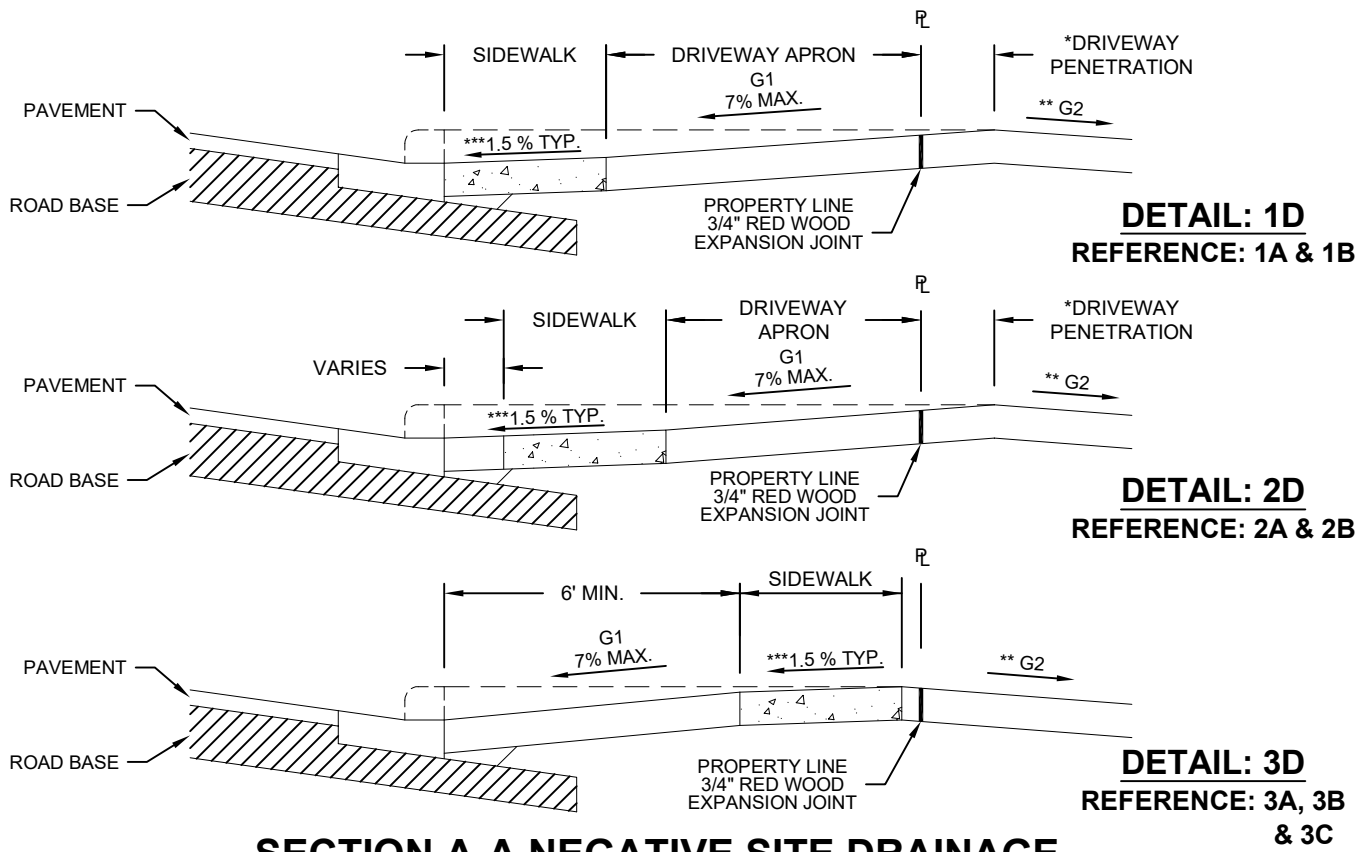 ℄
SIDEWALK
DRIVEWAY APRON
*DRIVEWAY
PENETRATION
G1
7% MAX.
** G2
PAVEMENT
***1.5 % TYP.
ROAD BASE
PROPERTY LINE
3/4" RED WOOD
EXPANSION JOINT
DETAIL: 1D
REFERENCE: 1A & 1B
℄
SIDEWALK
DRIVEWAY
APRON
*DRIVEWAY
PENETRATION
VARIES
G1
7% MAX.
** G2
PAVEMENT
***1.5 % TYP.
ROAD BASE
PROPERTY LINE
3/4" RED WOOD
EXPANSION JOINT
DETAIL: 2D
REFERENCE: 2A & 2B
℄
6' MIN.
SIDEWALK
G1
7% MAX.
***1.5 % TYP.
** G2
PAVEMENT
ROAD BASE
PROPERTY LINE
3/4" RED WOOD
EXPANSION JOINT
DETAIL: 3D
REFERENCE: 3A, 3B
& 3C
SECTION A-A NEGATIVE SITE DRAINAGE